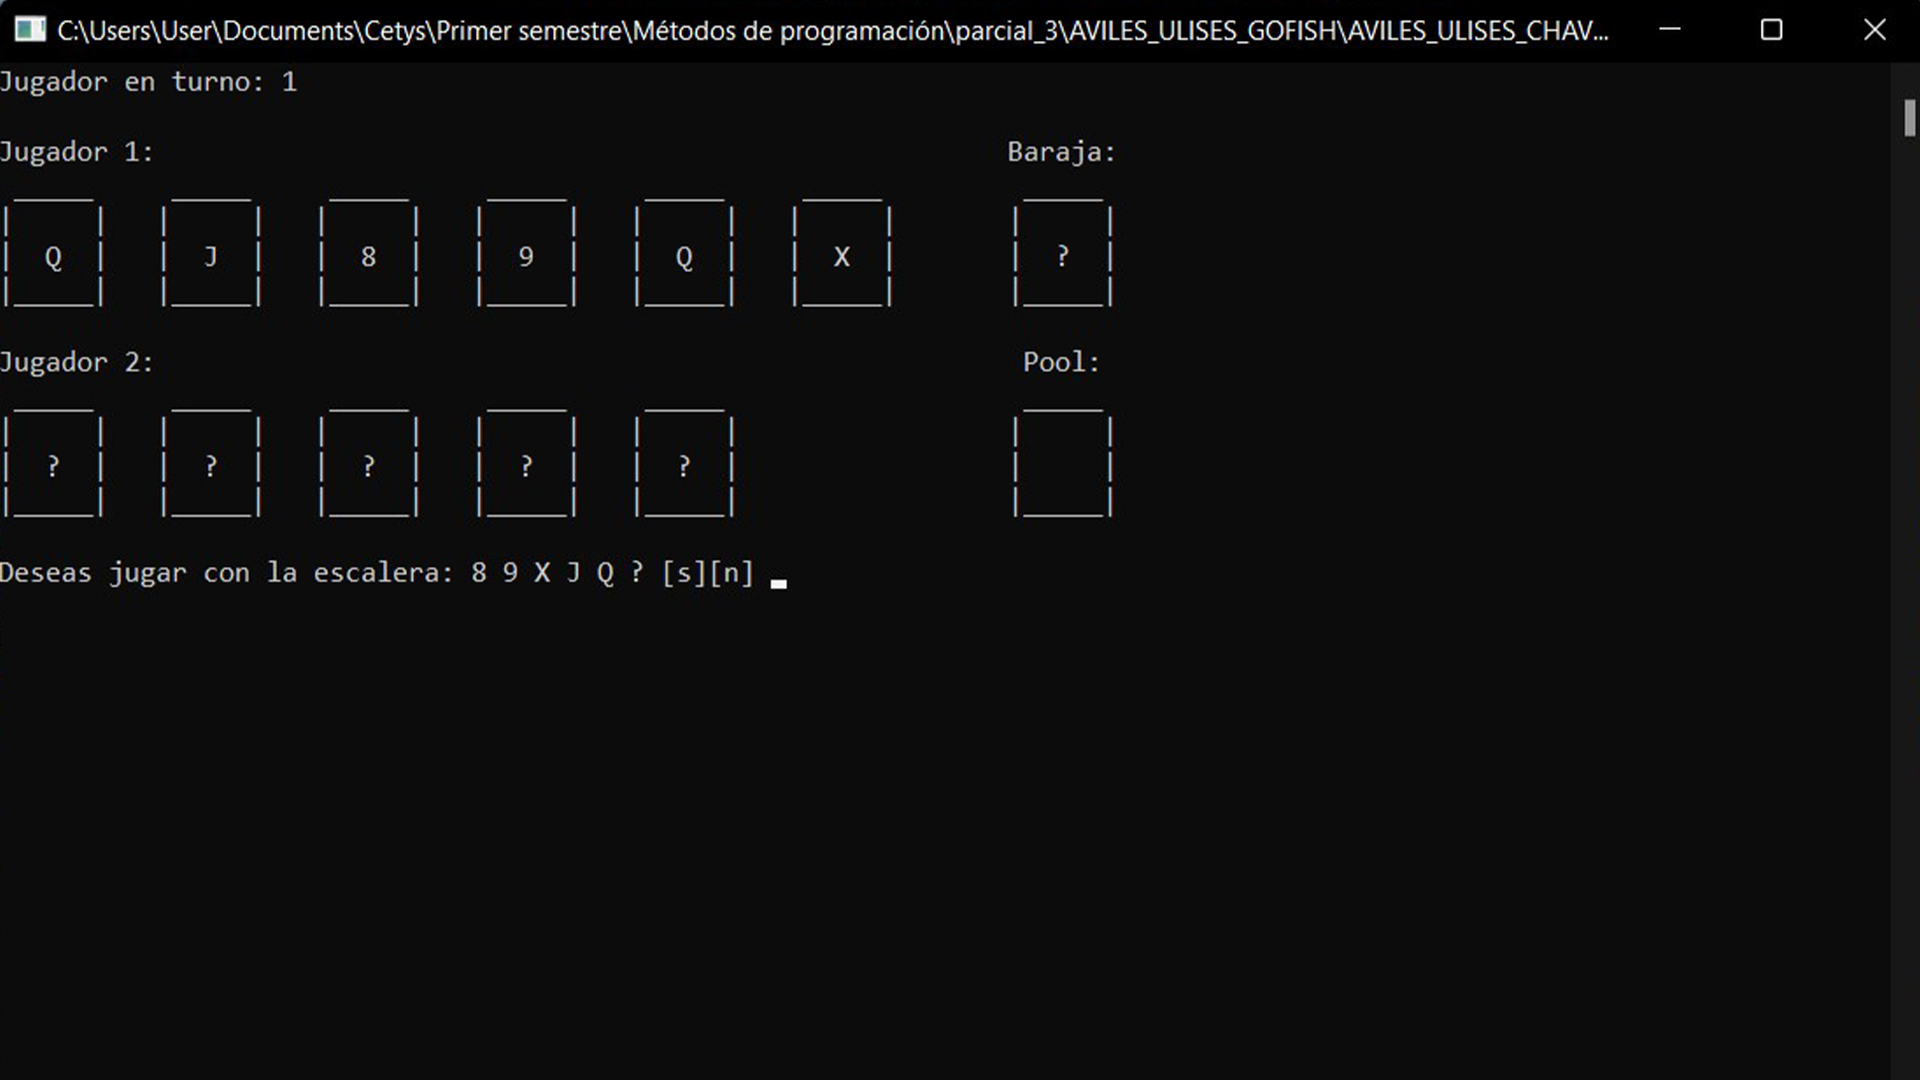 C:\Users\User\Documents\Cetys\Primer semestre\Métodos de programación\parcial_3\AVILES_ULISES_GOFISH\AVILES_ULISES_CHAV...
Jugador en turno: 1
Jugador 1: Baraja:
Q J 8 9 Q X ?
Jugador 2: Pool:
? ? ? ? ?
Deseas jugar con la escalera: 8 9 X J Q ? [s][n]